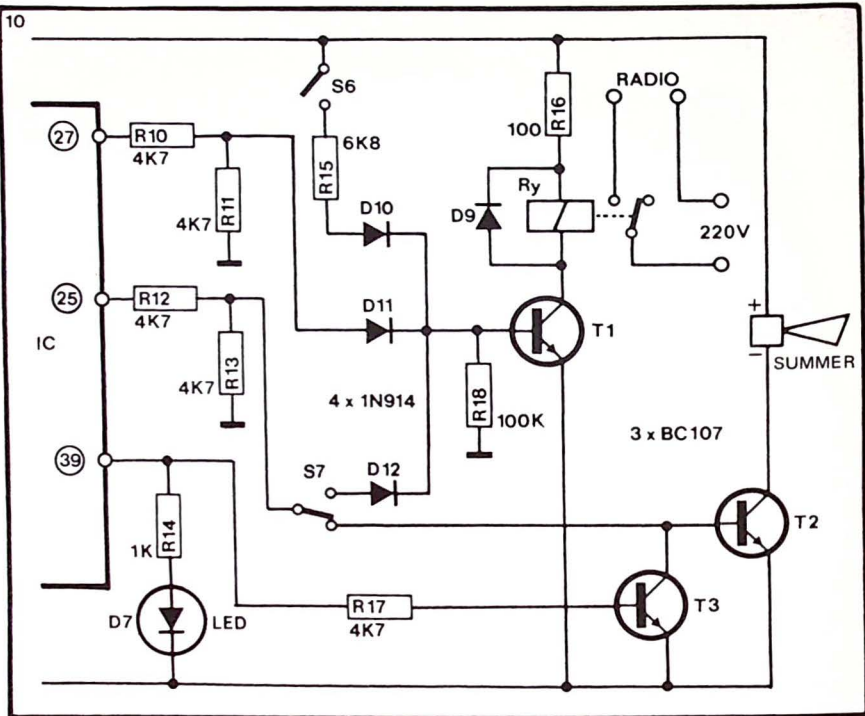 10
S6
RADIO
27
R10
4K7
R15
6K8
R16
100
R11
4K7
D10
Ry
D9
220V
25
R12
4K7
D11
T1
+
−
SUMMER
IC
R13
4K7
4 x 1N914
R18
100K
3 x BC107
39
S7
D12
T2
R14
1K
D7
LED
R17
4K7
T3